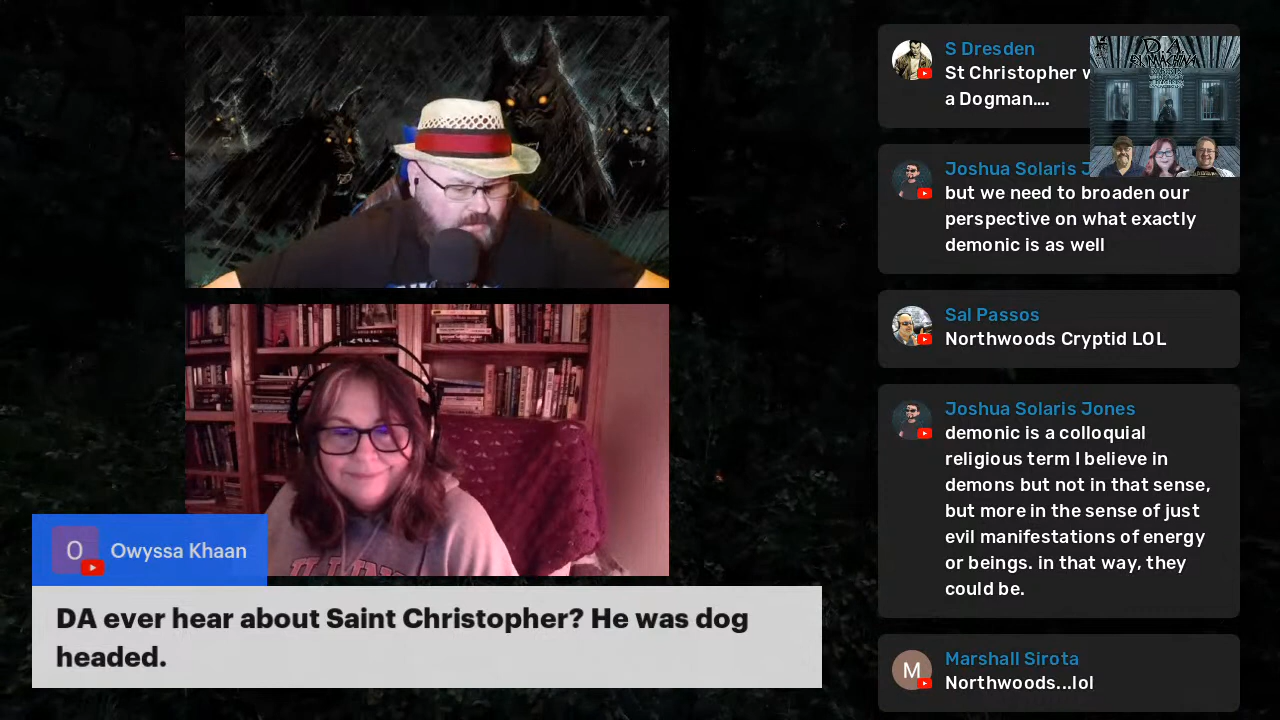 S Dresden
St Christopher w
a Dogman....
D.A.
EX MACHINA
Joshua Solaris J
but we need to broaden our
perspective on what exactly
demonic is as well
Sal Passos
Northwoods Cryptid LOL
Joshua Solaris Jones
demonic is a colloquial
religious term I believe in
demons but not in that sense,
but more in the sense of just
evil manifestations of energy
or beings. in that way, they
could be.
M
Marshall Sirota
Northwoods...lol
O
Owyssa Khaan
DA ever hear about Saint Christopher? He was dog
headed.